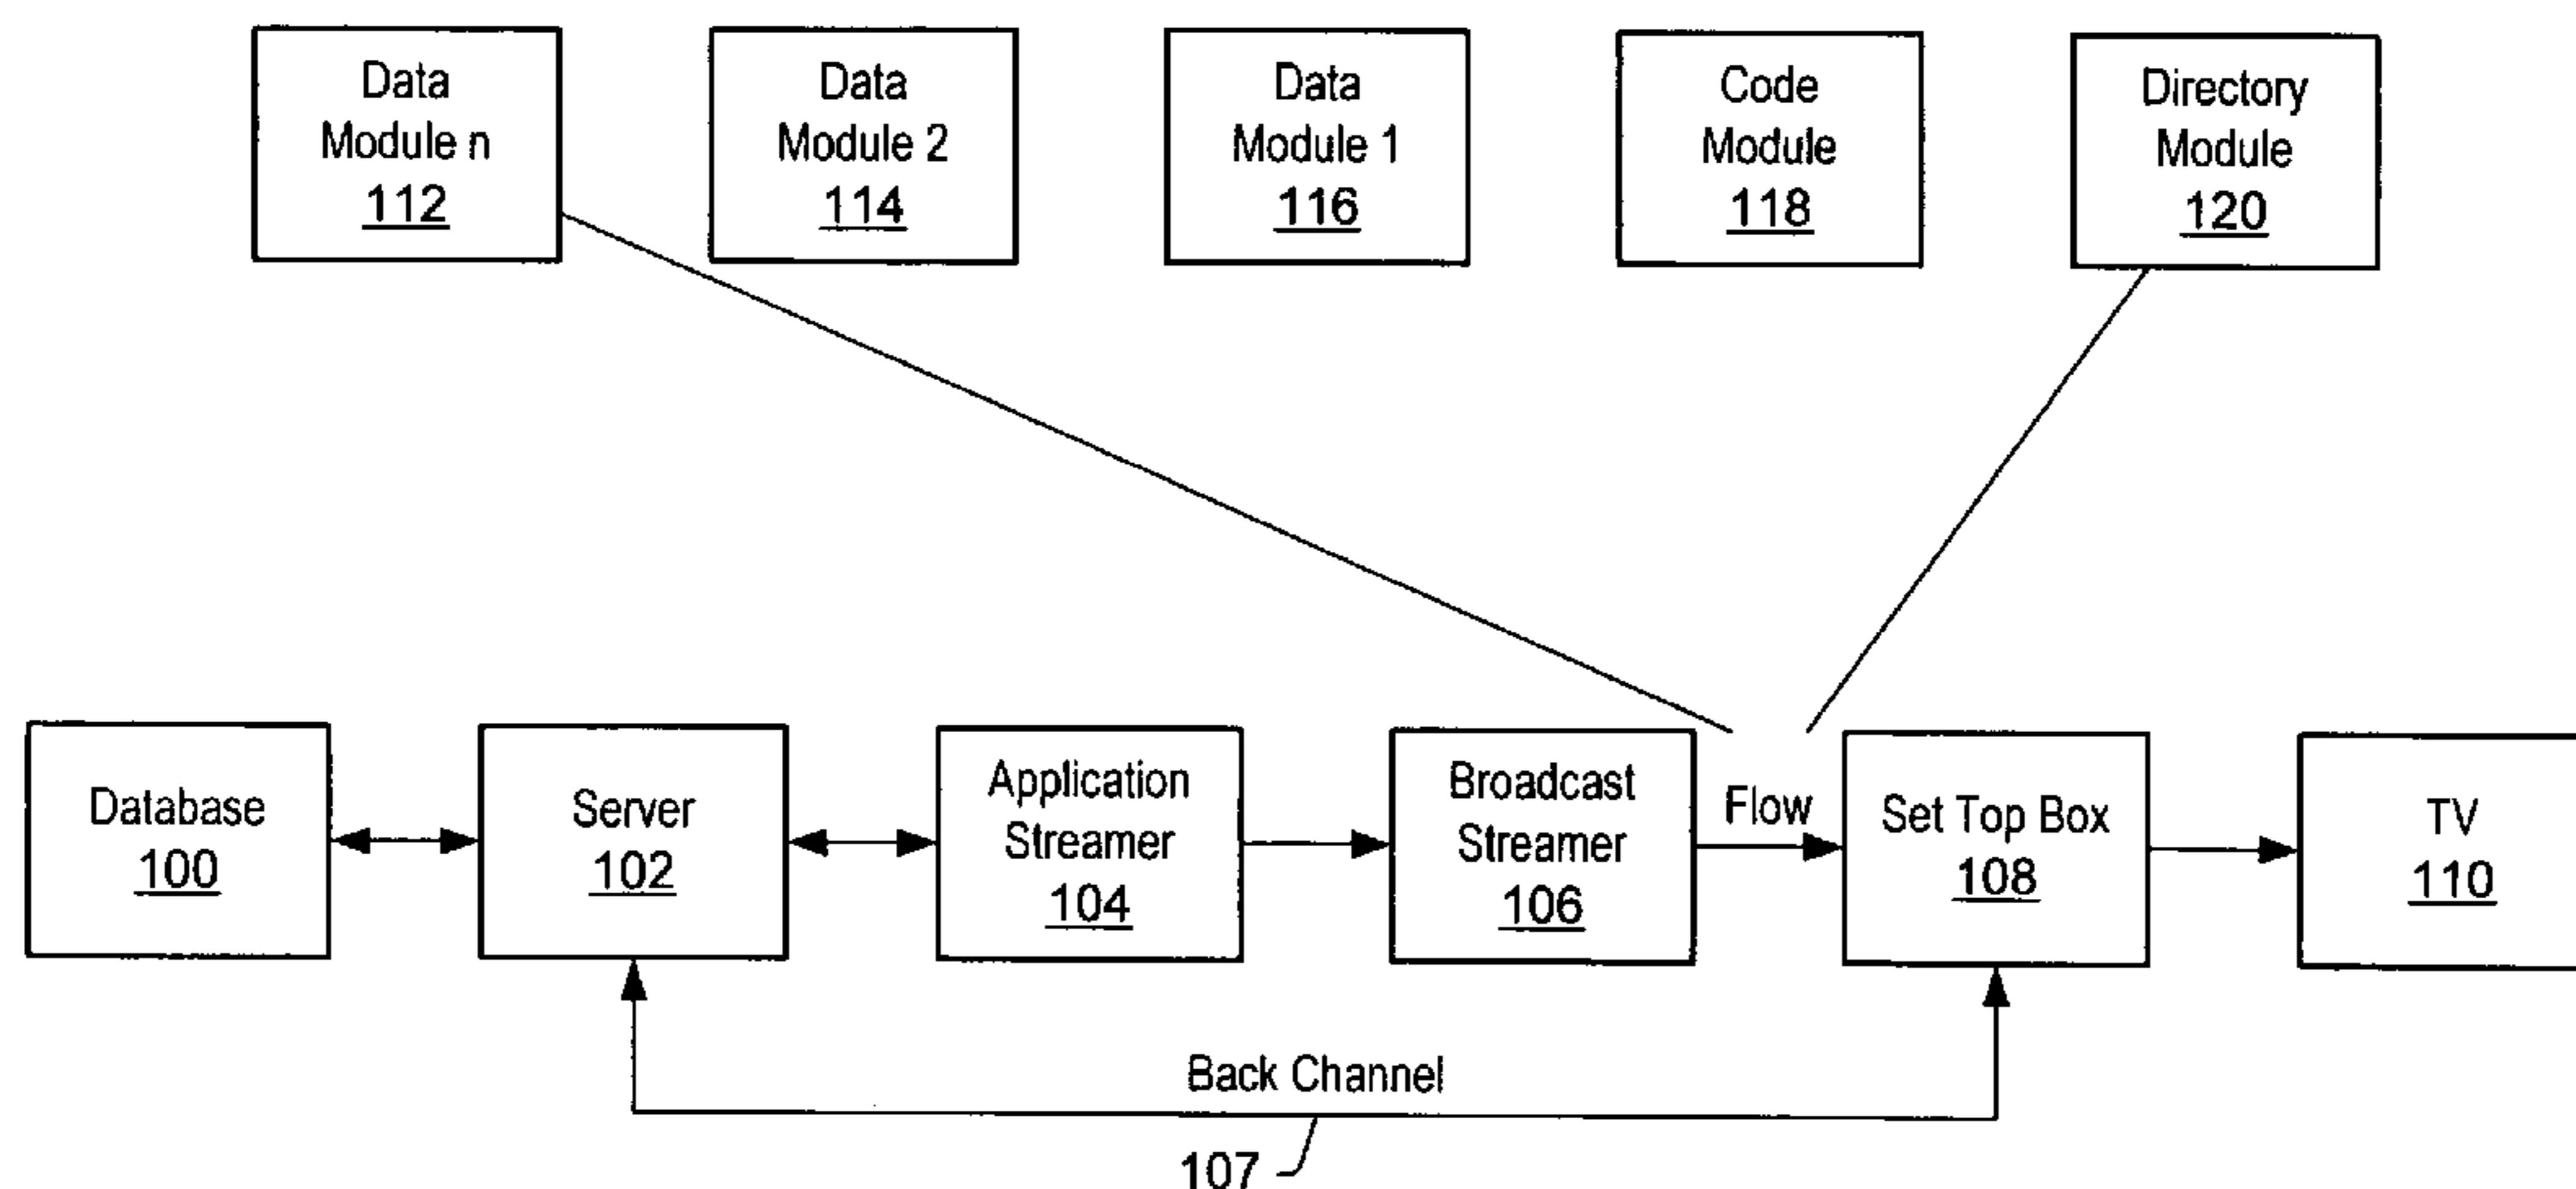 Data
Module n
112
Data
Module 2
114
Data
Module 1
116
Code
Module
118
Directory
Module
120
Database
100
Server
102
Application
Streamer
104
Broadcast
Streamer
106
Flow
Set Top Box
108
TV
110
Back Channel
107